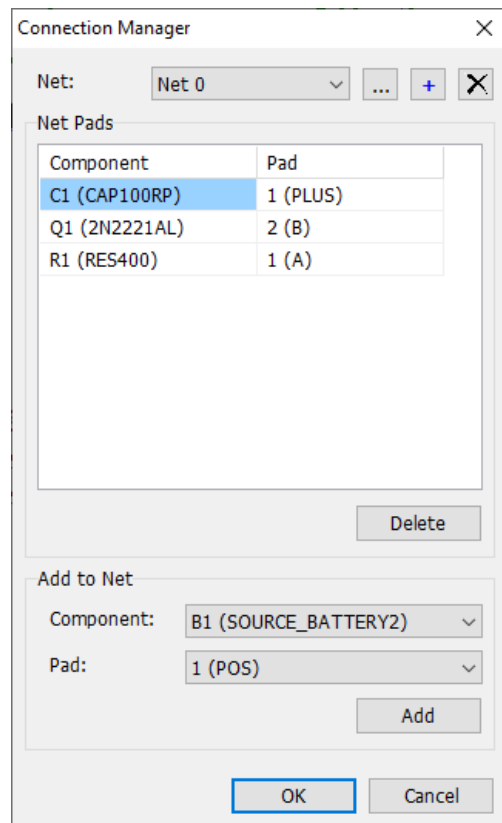 Connection Manager
Net: Net 0 ... +
Net Pads
Component Pad
C1 (CAP100RP) 1 (PLUS)
Q1 (2N2221AL) 2 (B)
R1 (RES400) 1 (A)
Delete
Add to Net
Component: B1 (SOURCE_BATTERY2)
Pad: 1 (POS)
Add
OK Cancel